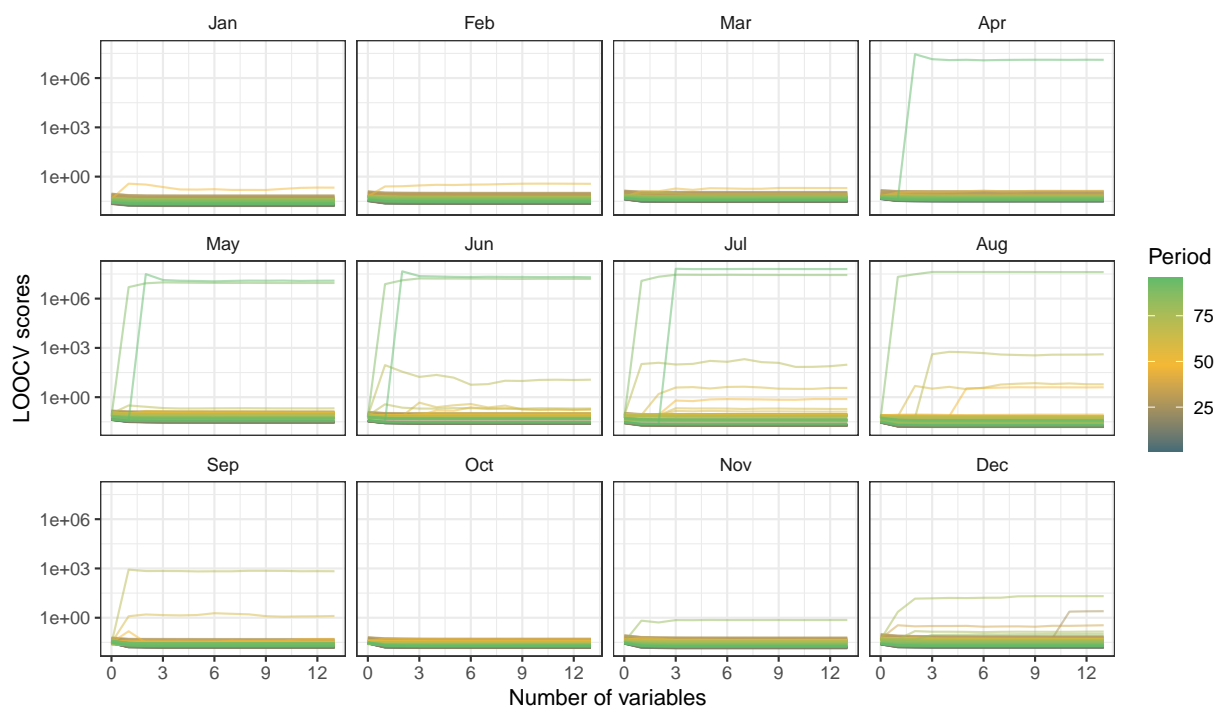 Jan Feb Mar Apr
1e+06
1e+03
1e+00
May Jun Jul Aug
1e+06
1e+03
1e+00
Sep Oct Nov Dec
1e+06
1e+03
1e+00
0 3 6 9 12 0 3 6 9 12 0 3 6 9 12 0 3 6 9 12
Number of variables
LOOCV scores
Period
75
50
25